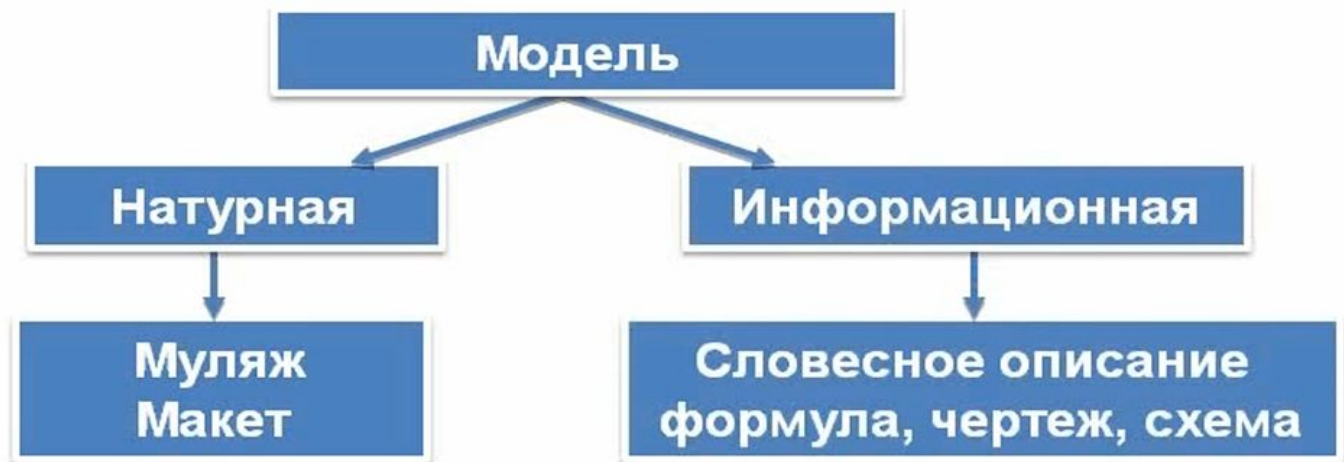 Модель
Натурная
Информационная
Муляж
Макет
Словесное описание
формула, чертеж, схема